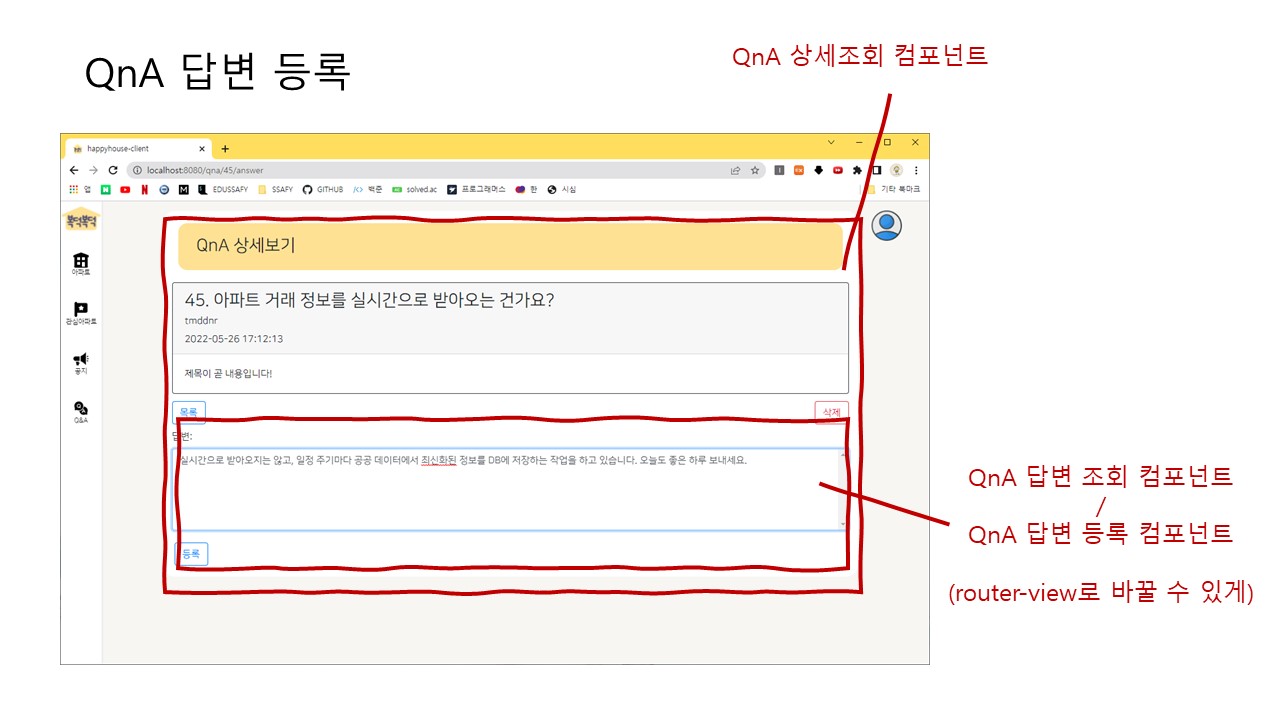 QnA 답변 등록
QnA 상세조회 컴포넌트
happyhouse-client
localhost:8080/qna/45/answer
앱
EDUSSAFY
SSAFY
GITHUB
백준
solved.ac
프로그래머스
한
시심
기타 북마크
북덕북덕
아파트
관심아파트
공지
Q&A
QnA 상세보기
45. 아파트 거래 정보를 실시간으로 받아오는 건가요?
tmddnr
2022-05-26 17:12:13
제목이 곧 내용입니다!
목록
삭제
답변:
실시간으로 받아오지는 않고, 일정 주기마다 공공 데이터에서 최신화된 정보를 DB에 저장하는 작업을 하고 있습니다. 오늘도 좋은 하루 보내세요.
등록
QnA 답변 조회 컴포넌트
/
QnA 답변 등록 컴포넌트
(router-view로 바꿀 수 있게)